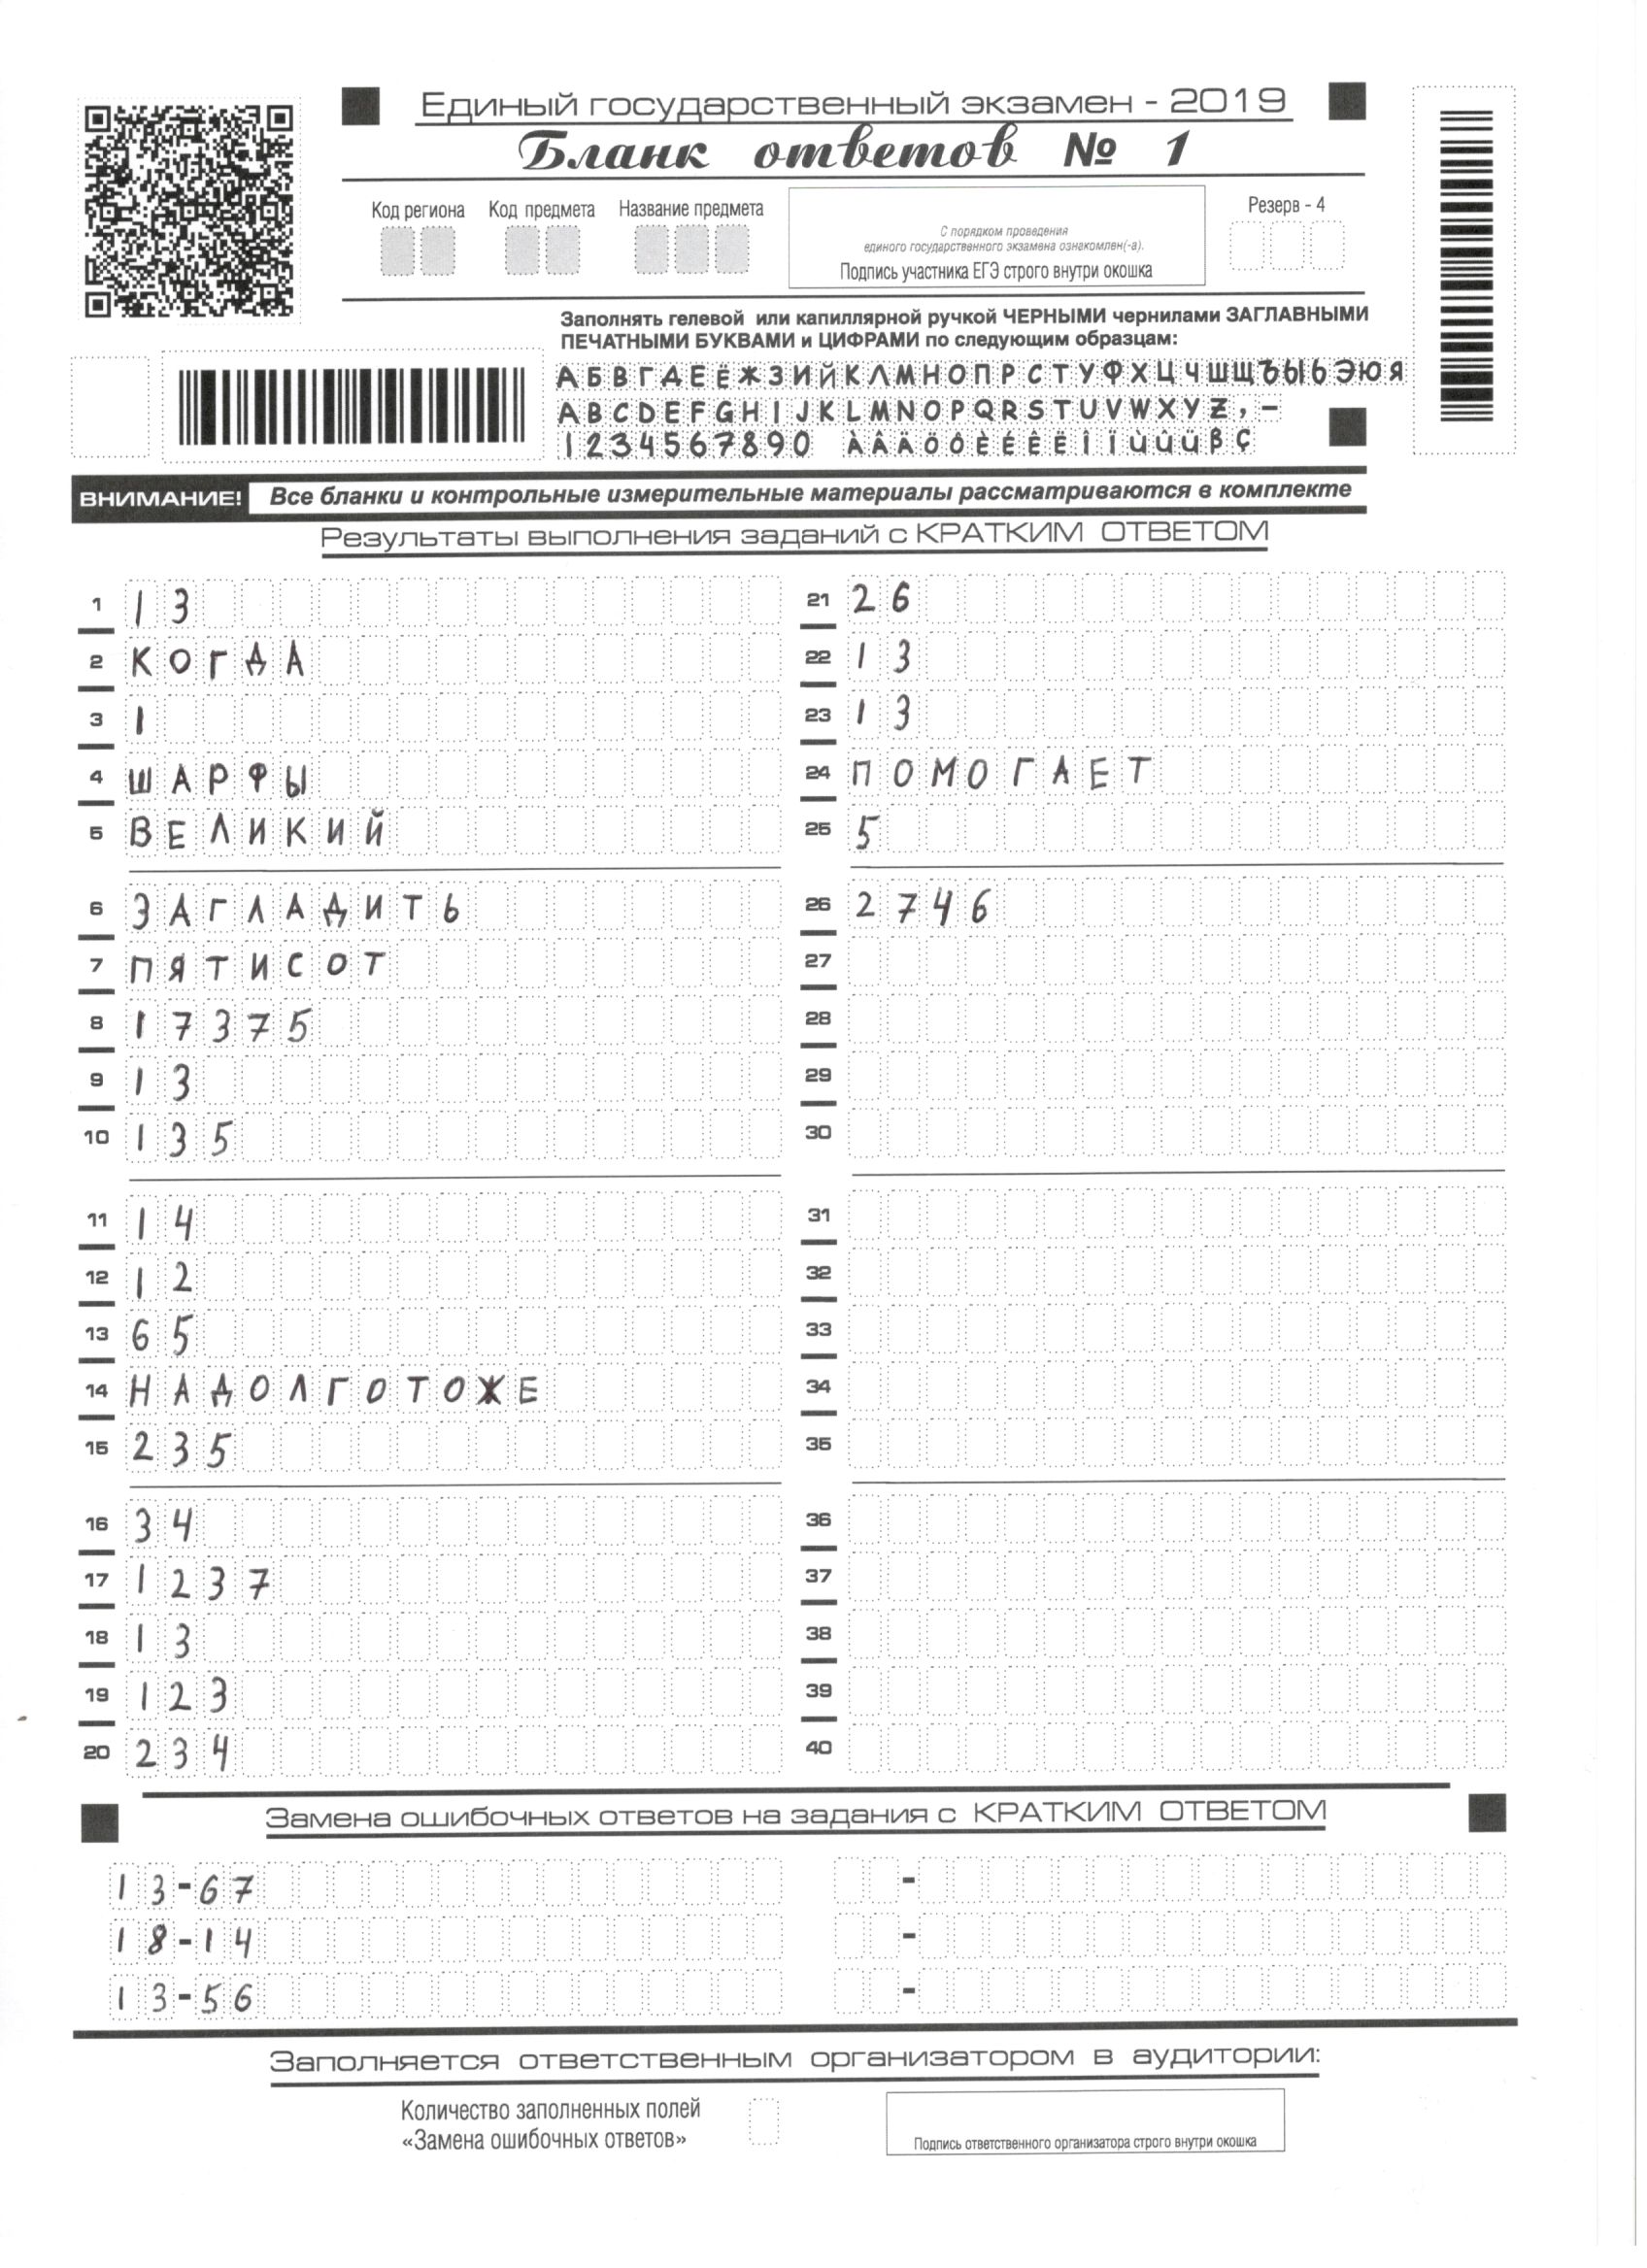 Единый государственный экзамен - 2019
Бланк ответов № 1
Код региона Код предмета Название предмета
С порядком проведения
единого государственного экзамена ознакомлен(-а).
Подпись участника ЕГЭ строго внутри окошка
Резерв - 4
Заполнять гелевой или капиллярной ручкой ЧЕРНЫМИ чернилами ЗАГЛАВНЫМИ
ПЕЧАТНЫМИ БУКВАМИ и ЦИФРАМИ по следующим образцам:
АБВГДЕЁЖЗИЙКЛМНОПРСТУФХЦЧШЩЪЫЬЭЮЯ
ABCDEFGHIJKLMNOPQRSTUVWXYZ,-
1234567890 ÀÂÄÖÔÈÉÊËÎÏÙÛÜßÇ
ВНИМАНИЕ! Все бланки и контрольные измерительные материалы рассматриваются в комплекте
Результаты выполнения заданий с КРАТКИМ ОТВЕТОМ
1 13
2 КОГДА
3 1
4 ШАРФЫ
5 ВЕЛИКИЙ
6 ЗАГЛАДИТЬ
7 ПЯТИСОТ
8 17375
9 13
10 135
11 14
12 12
13 65
14 НАДОЛГОТОЖЕ
15 235
16 34
17 1237
18 13
19 123
20 234
21 26
22 13
23 13
24 ПОМОГАЕТ
25 5
26 2746
27
28
29
30
31
32
33
34
35
36
37
38
39
40
Замена ошибочных ответов на задания с КРАТКИМ ОТВЕТОМ
13-67
18-14
13-56
-
-
-
Заполняется ответственным организатором в аудитории:
Количество заполненных полей
«Замена ошибочных ответов»
Подпись ответственного организатора строго внутри окошка